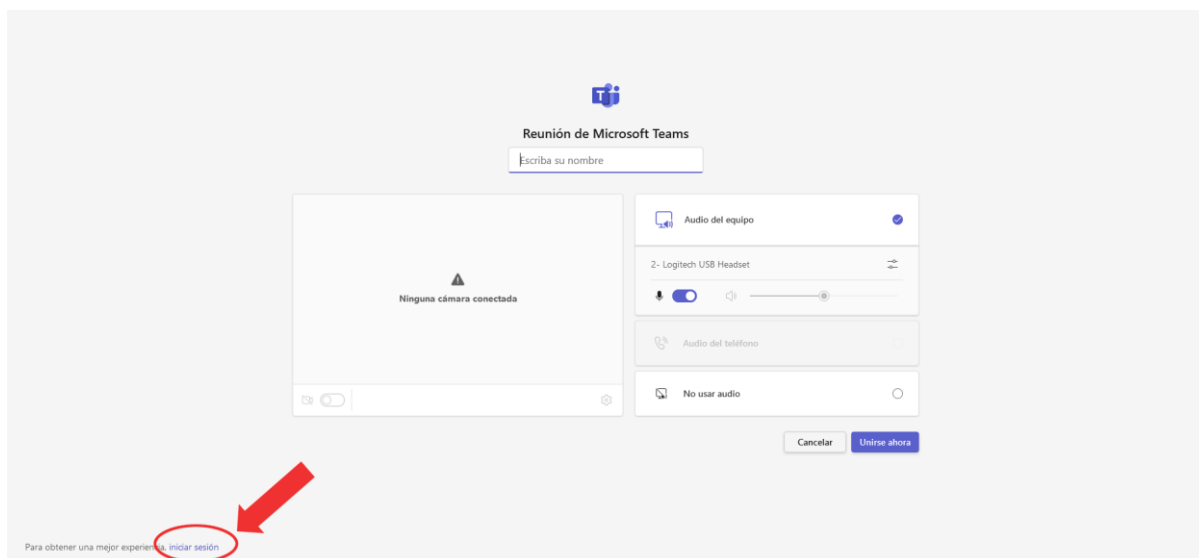 Reunión de Microsoft Teams
Escriba su nombre
Audio del equipo
2- Logitech USB Headset
Ninguna cámara conectada
Audio del teléfono
No usar audio
Cancelar
Unirse ahora
Para obtener una mejor experiencia, iniciar sesión